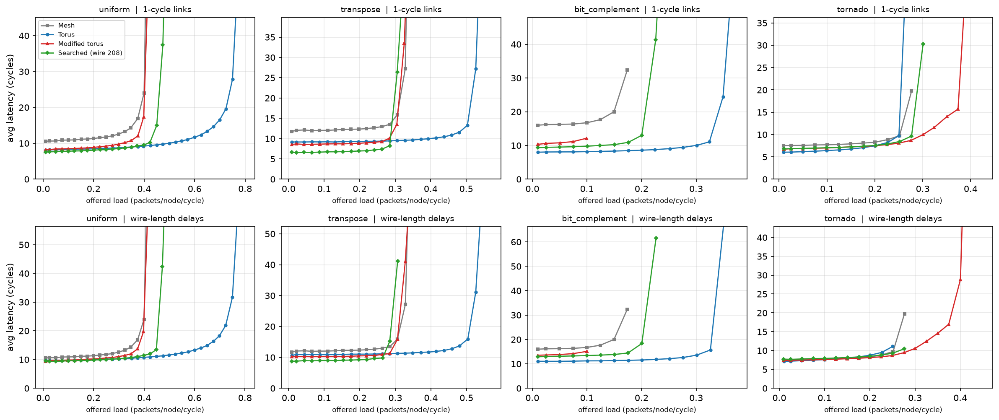 uniform | 1-cycle links
avg latency (cycles)
40
30
20
10
0
Mesh
Torus
Modified torus
Searched (wire 208)
0.0 0.2 0.4 0.6 0.8
offered load (packets/node/cycle)
transpose | 1-cycle links
35
30
25
20
15
10
5
0
0.0 0.1 0.2 0.3 0.4 0.5
offered load (packets/node/cycle)
bit_complement | 1-cycle links
40
30
20
10
0
0.0 0.1 0.2 0.3
offered load (packets/node/cycle)
tornado | 1-cycle links
35
30
25
20
15
10
5
0
0.0 0.1 0.2 0.3 0.4
offered load (packets/node/cycle)
uniform | wire-length delays
avg latency (cycles)
50
40
30
20
10
0
0.0 0.2 0.4 0.6 0.8
offered load (packets/node/cycle)
transpose | wire-length delays
50
40
30
20
10
0
0.0 0.1 0.2 0.3 0.4 0.5
offered load (packets/node/cycle)
bit_complement | wire-length delays
60
50
40
30
20
10
0
0.0 0.1 0.2 0.3
offered load (packets/node/cycle)
tornado | wire-length delays
40
35
30
25
20
15
10
5
0
0.0 0.1 0.2 0.3 0.4
offered load (packets/node/cycle)